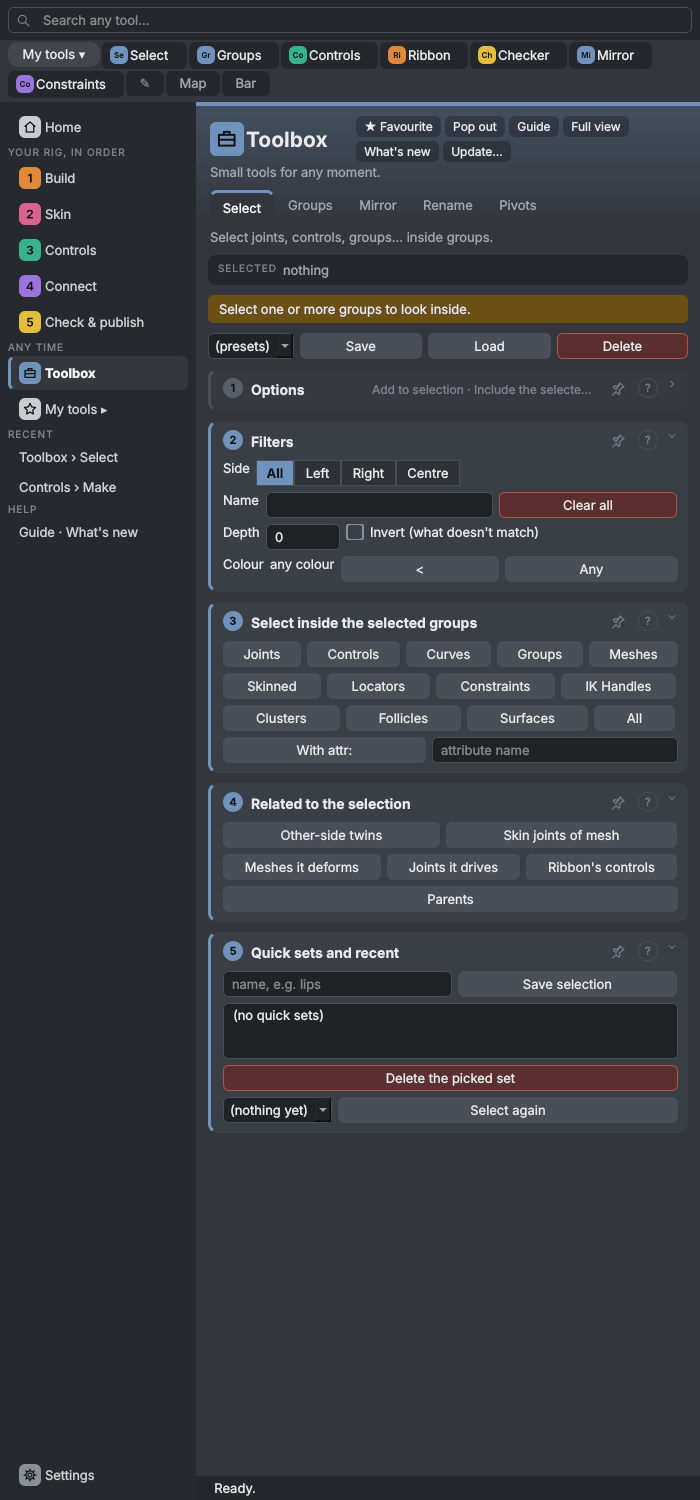 Search any tool...
My tools ▾ Se Select Gr Groups Co Controls Ri Ribbon Ch Checker Mi Mirror
Co Constraints ✎ Map Bar
Home
YOUR RIG, IN ORDER
1 Build
2 Skin
3 Controls
4 Connect
5 Check & publish
ANY TIME
Toolbox
My tools ▸
RECENT
Toolbox › Select
Controls › Make
HELP
Guide · What's new
Settings
Toolbox
★ Favourite Pop out Guide Full view
What's new Update...
Small tools for any moment.
Select Groups Mirror Rename Pivots
Select joints, controls, groups... inside groups.
SELECTED nothing
Select one or more groups to look inside.
(presets) Save Load Delete
1 Options Add to selection · Include the selecte... ?
2 Filters ?
Side All Left Right Centre
Name Clear all
Depth 0 Invert (what doesn't match)
Colour any colour < Any
3 Select inside the selected groups ?
Joints Controls Curves Groups Meshes
Skinned Locators Constraints IK Handles
Clusters Follicles Surfaces All
With attr: attribute name
4 Related to the selection ?
Other-side twins Skin joints of mesh
Meshes it deforms Joints it drives Ribbon's controls
Parents
5 Quick sets and recent ?
name, e.g. lips Save selection
(no quick sets)
Delete the picked set
(nothing yet) Select again
Ready.